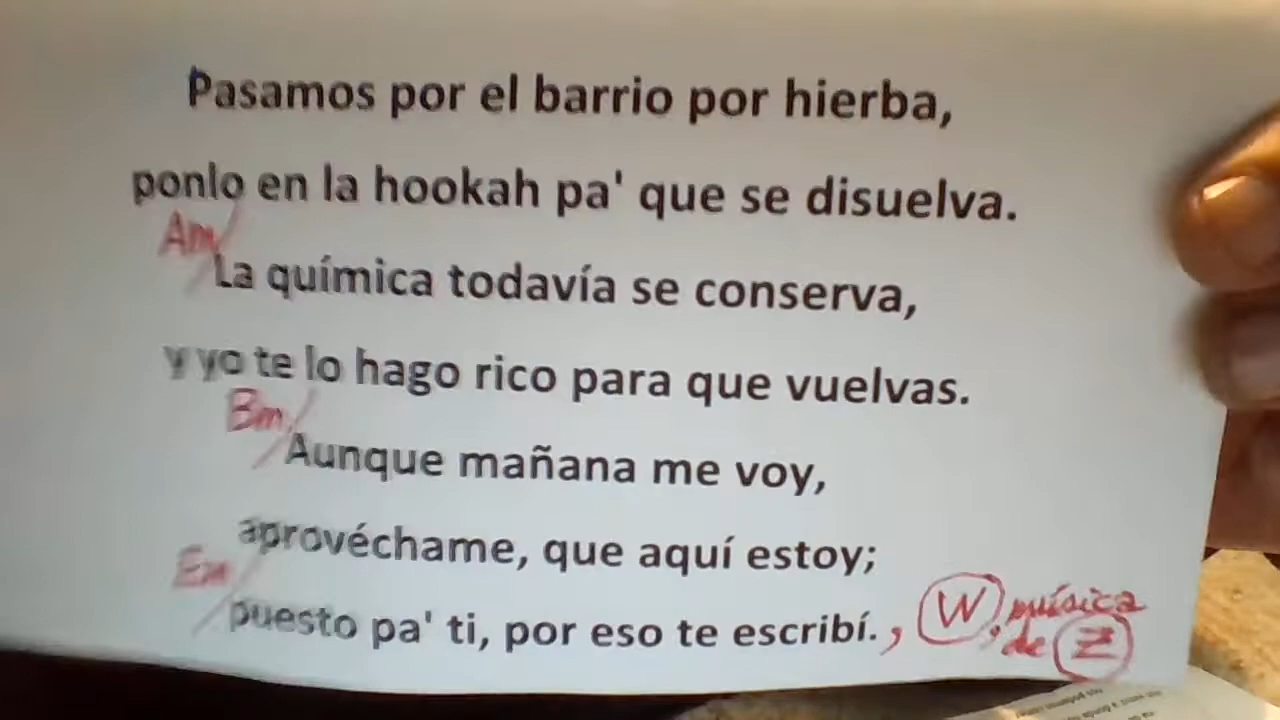 Pasamos por el barrio por hierba,
ponlo en la hookah pa' que se disuelva.
Am/
La química todavía se conserva,
y yo te lo hago rico para que vuelvas.
Bm/
Aunque mañana me voy,
aprovéchame, que aquí estoy;
Em/
puesto pa' ti, por eso te escribí. , W, música
de Z